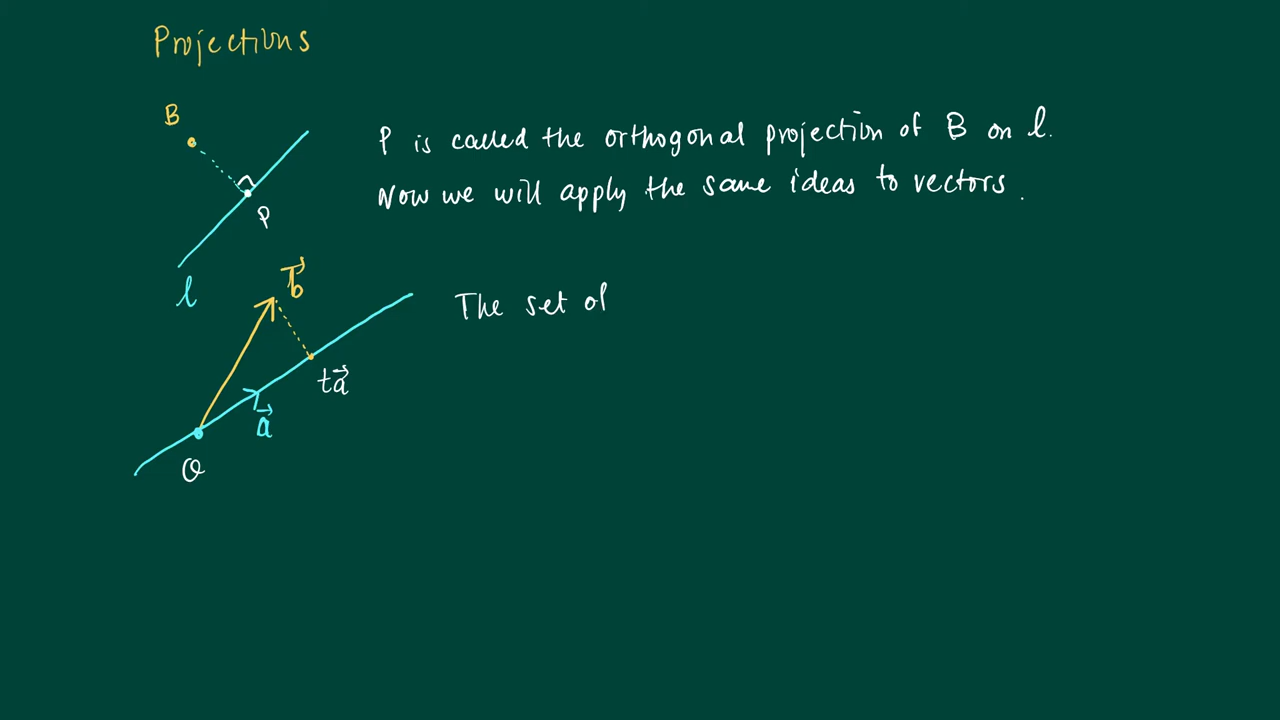 Projections
B
P is called the orthogonal projection of B on l.
Now we will apply the same ideas to vectors.
P
l
b⃗
The set of
ta⃗
a⃗
O